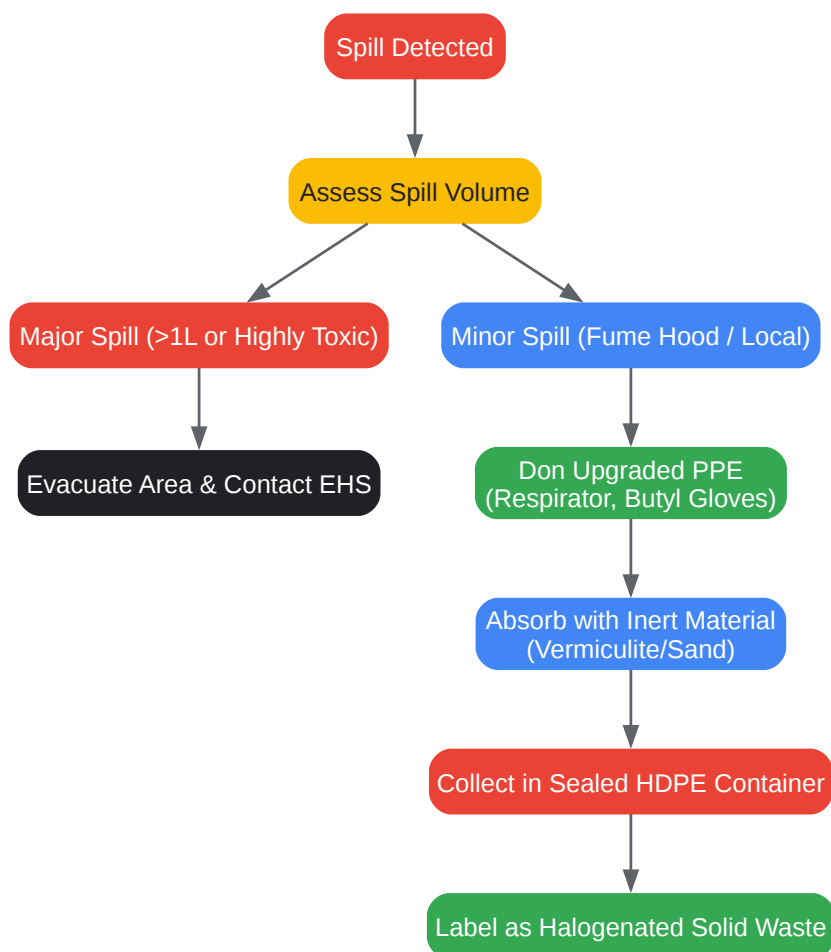 Spill Detected
Assess Spill Volume
Major Spill (>1L or Highly Toxic)
Minor Spill (Fume Hood / Local)
Evacuate Area & Contact EHS
Don Upgraded PPE
(Respirator, Butyl Gloves)
Absorb with Inert Material
(Vermiculite/Sand)
Collect in Sealed HDPE Container
Label as Halogenated Solid Waste